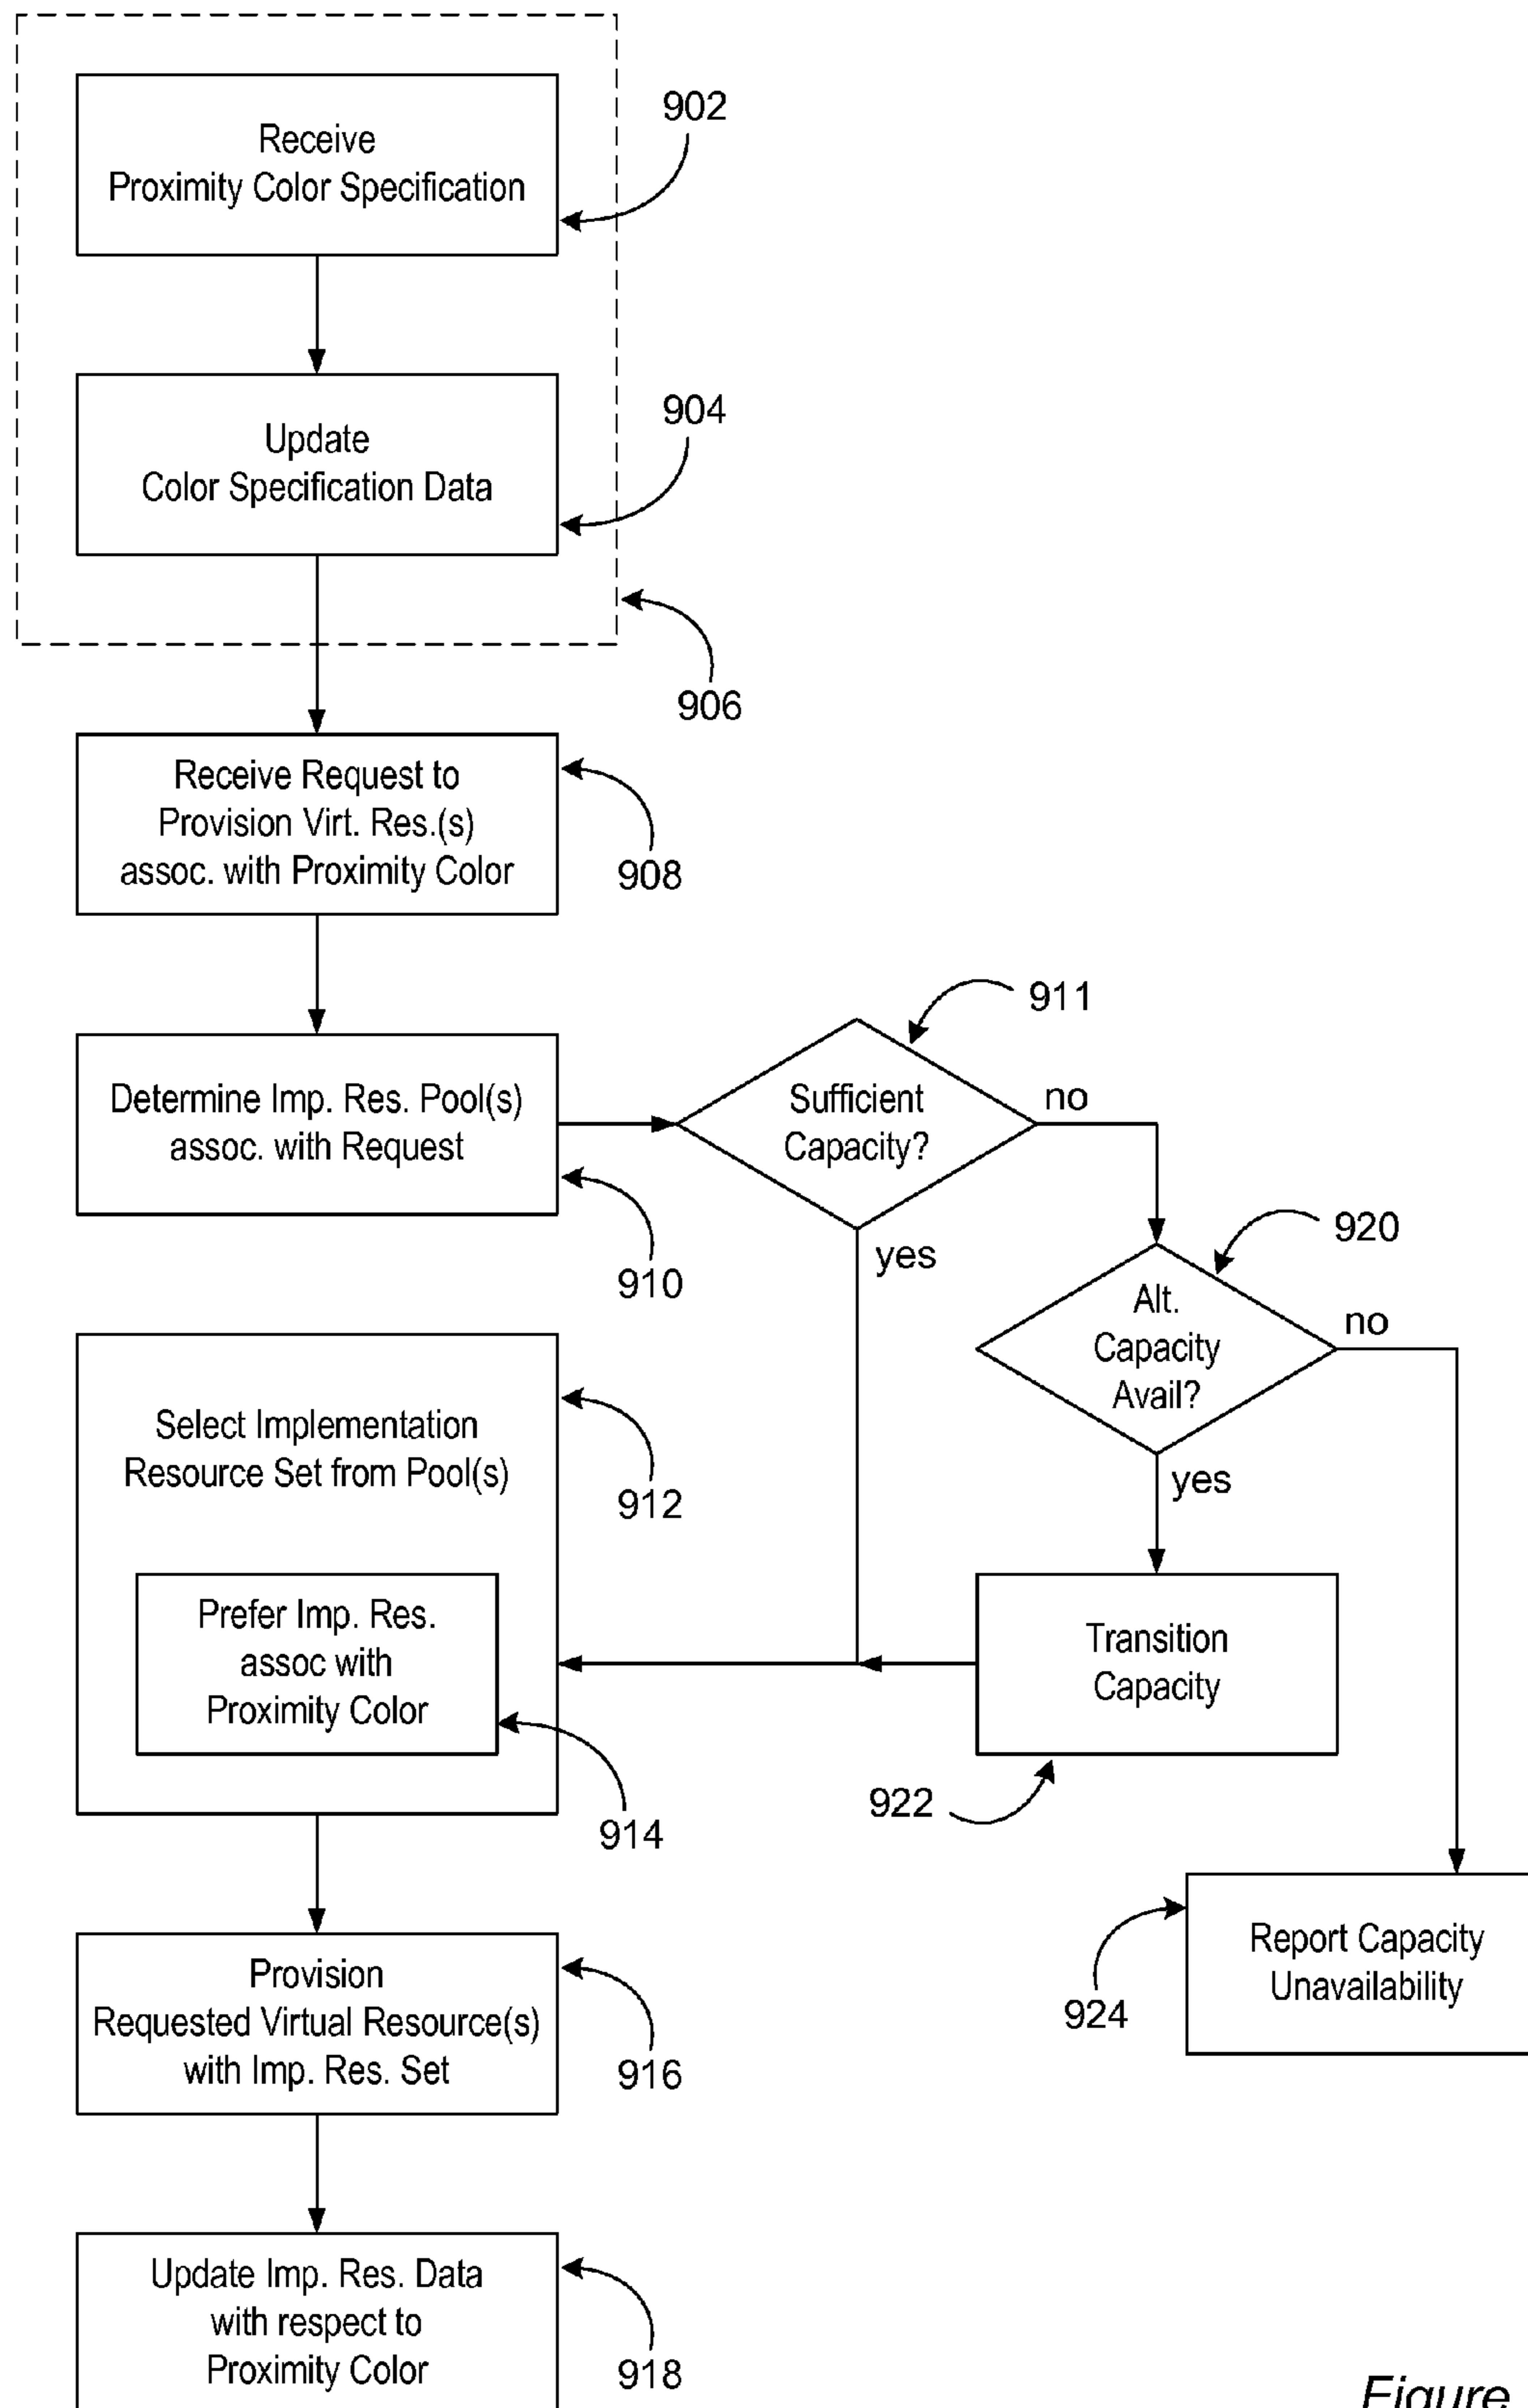 Receive
Proximity Color Specification
902
Update
Color Specification Data
904
906
Receive Request to
Provision Virt. Res.(s)
assoc. with Proximity Color
908
Determine Imp. Res. Pool(s)
assoc. with Request
910
Sufficient
Capacity?
911
no
yes
Alt.
Capacity
Avail?
920
no
yes
Select Implementation
Resource Set from Pool(s)
912
Prefer Imp. Res.
assoc with
Proximity Color
914
Transition
Capacity
922
Report Capacity
Unavailability
924
Provision
Requested Virtual Resource(s)
with Imp. Res. Set
916
Update Imp. Res. Data
with respect to
Proximity Color
918
Figure